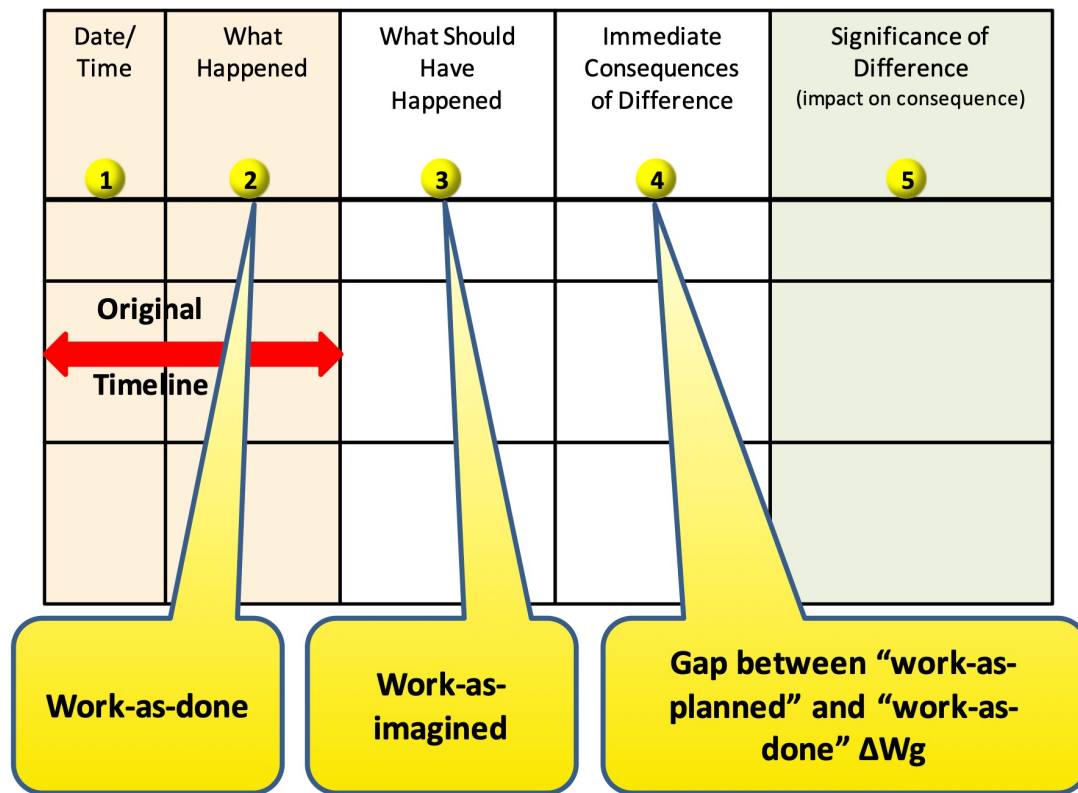 Date/
Time
What
Happened
What Should
Have
Happened
Immediate
Consequences
of Difference
Significance of
Difference
(impact on consequence)
1
2
3
4
5
Original
Timeline
Work-as-done
Work-as-
imagined
Gap between “work-as-
planned” and “work-as-
done” ΔWg